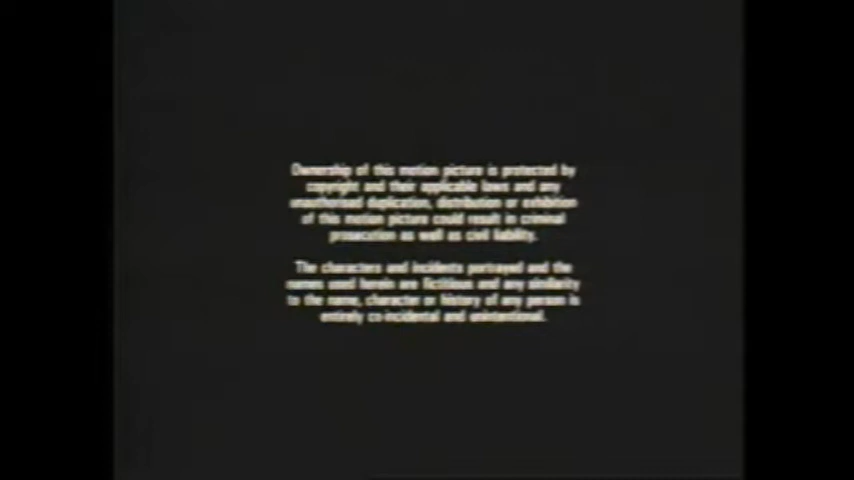 Ownership of this motion picture is protected by
copyright and their applicable laws and any
unauthorised duplication, distribution or exhibition
of this motion picture could result in criminal
prosecution as well as civil liability.
The characters and incidents portrayed and the
names used herein are fictitious and any similarity
to the name, character or history of any person is
entirely co-incidental and unintentional.